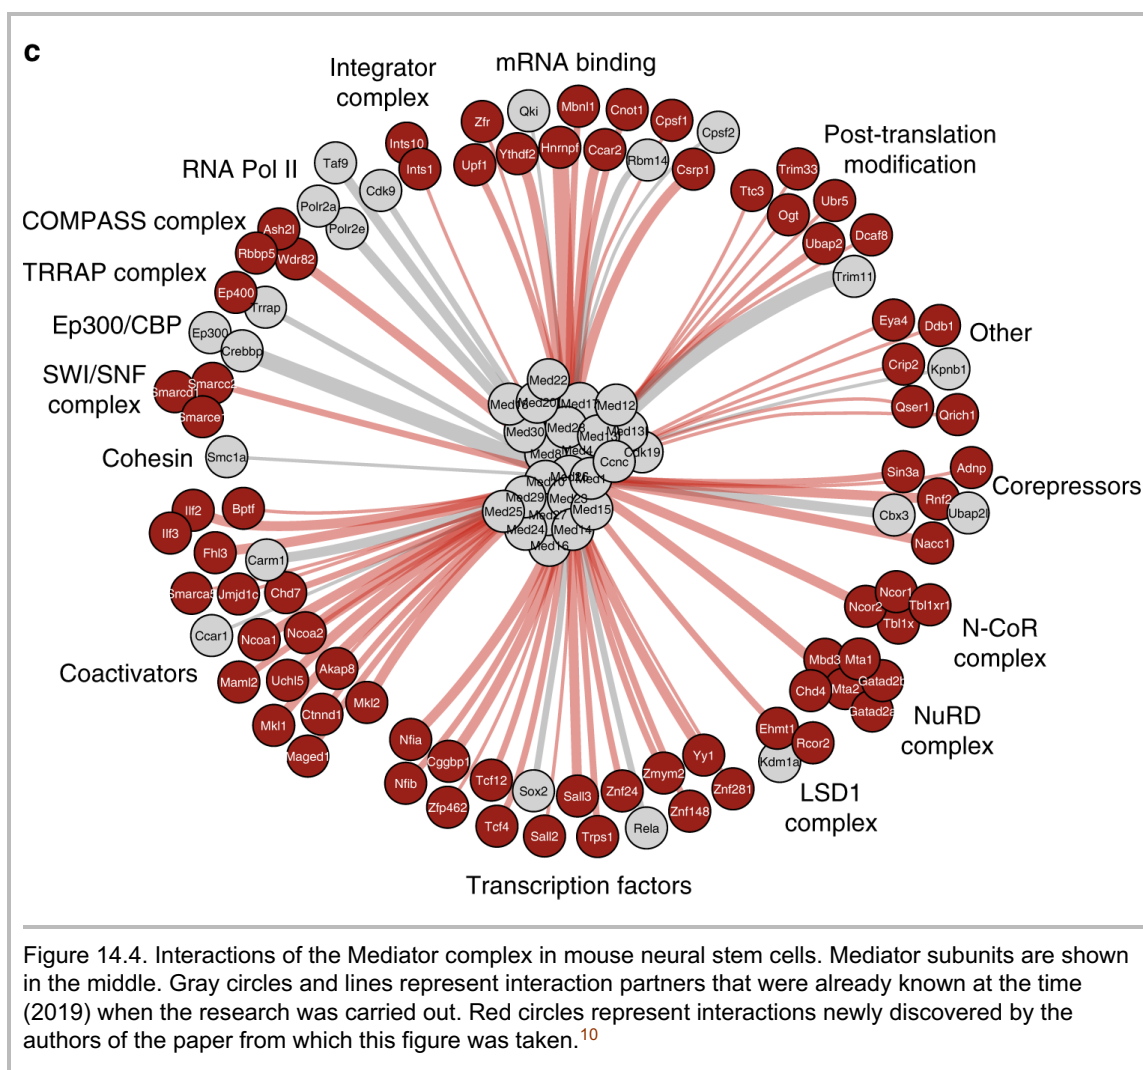 c
Integrator
complex
mRNA binding
Post-translation
modification
RNA Pol II
COMPASS complex
TRRAP complex
Ep300/CBP
SWI/SNF
complex
Cohesin
Coactivators
Transcription factors
LSD1
complex
NuRD
complex
N-CoR
complex
Corepressors
Other
Ints10
Ints1
Zfr
Qki
Mbnl1
Cnot1
Cpsf1
Cpsf2
Upf1
Ythdf2
Hnrnpf
Ccar2
Rbm14
Csrp1
Trim33
Ttc3
Ubr5
Ogt
Dcaf8
Ubap2
Trim11
Taf9
Cdk9
Polr2a
Polr2e
Ash2l
Rbbp5
Wdr82
Ep400
Trrap
Ep300
Crebbp
Smarcc2
Smarce1
Smc1a
Eya4
Ddb1
Crip2
Kpnb1
Qser1
Qrich1
Med22
Med17
Med12
Med30
Med28
Cdk19
Ccnc
Med8
Med4
Med1
Med29
Med23
Med25
Med15
Med27
Med24
Med14
Med16
Sin3a
Adnp
Rnf2
Cbx3
Ubap2l
Nacc1
Ilf2
Bptf
Ilf3
Fhl3
Carm1
Jmjd1c
Chd7
Ccar1
Ncoa1
Ncoa2
Akap8
Maml2
Uchl5
Mkl2
Mkl1
Ctnnd1
Maged1
Ncor1
Ncor2
Tbl1xr1
Tbl1x
Mbd3
Mta1
Chd4
Mta2
Gatad2b
Gatad2a
Ehmt1
Rcor2
Kdm1a
Nfia
Cggbp1
Nfib
Zfp462
Tcf12
Tcf4
Sox2
Sall2
Sall3
Trps1
Znf24
Rela
Zmym2
Znf148
Yy1
Znf281
Figure 14.4. Interactions of the Mediator complex in mouse neural stem cells. Mediator subunits are shown
in the middle. Gray circles and lines represent interaction partners that were already known at the time
(2019) when the research was carried out. Red circles represent interactions newly discovered by the
authors of the paper from which this figure was taken.10